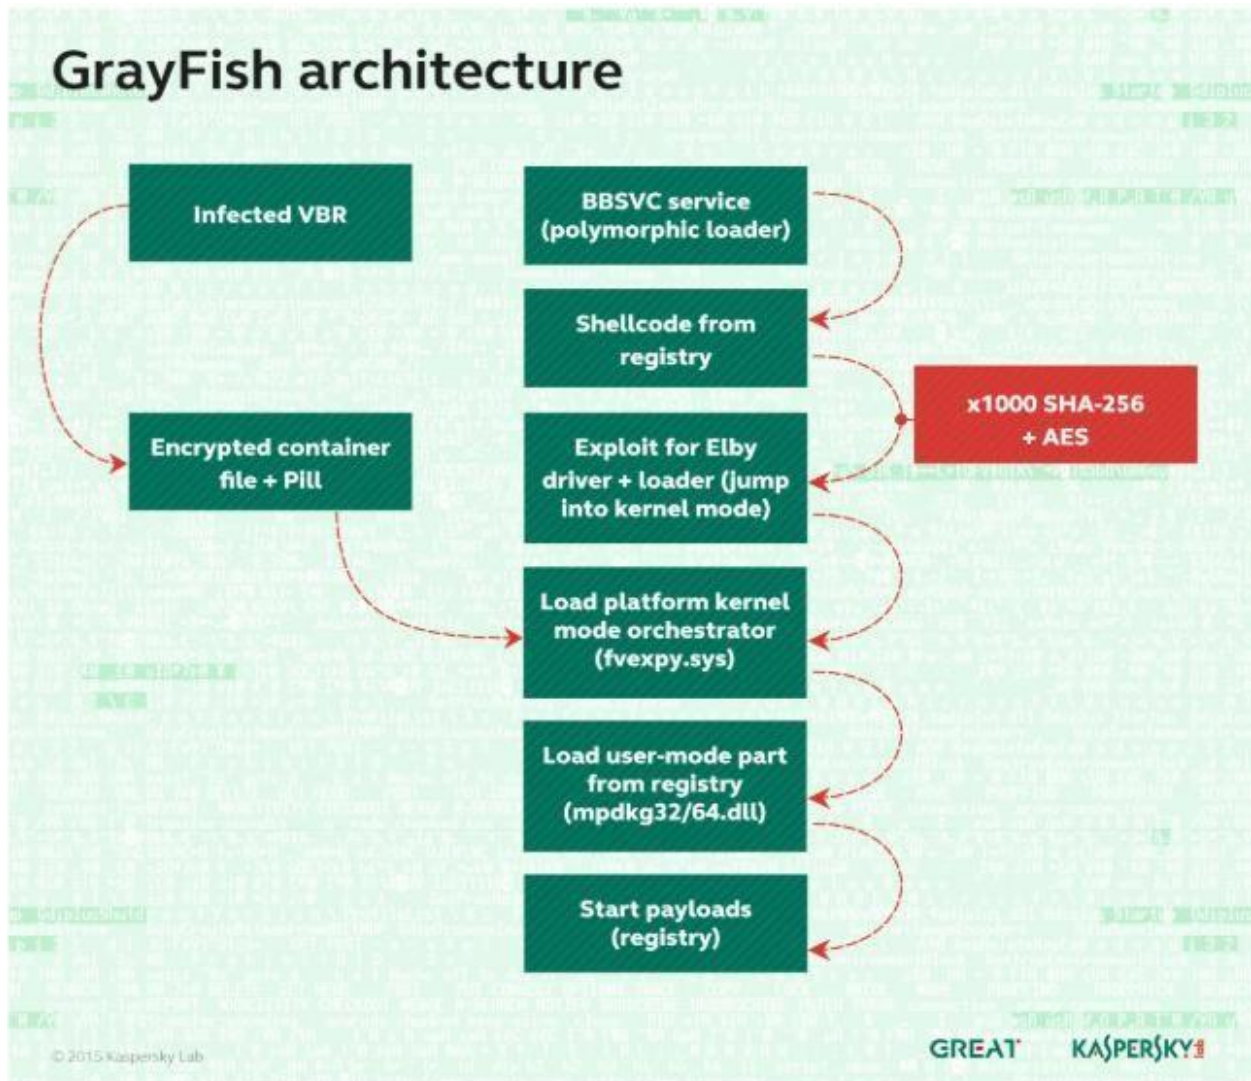 GrayFish architecture
Infected VBR
Encrypted container
file + Pill
BBSVC service
(polymorphic loader)
Shellcode from
registry
x1000 SHA-256
+ AES
Exploit for Elby
driver + loader (jump
into kernel mode)
Load platform kernel
mode orchestrator
(fvexpy.sys)
Load user-mode part
from registry
(mpdkg32/64.dll)
Start payloads
(registry)
© 2015 Kaspersky Lab
GREAT
KASPERSKY lab